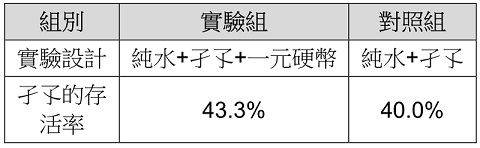 組別 實驗組 對照組
實驗設計 純水+孑孓+一元硬幣 純水+孑孓
孑孓的存
活率 43.3% 40.0%